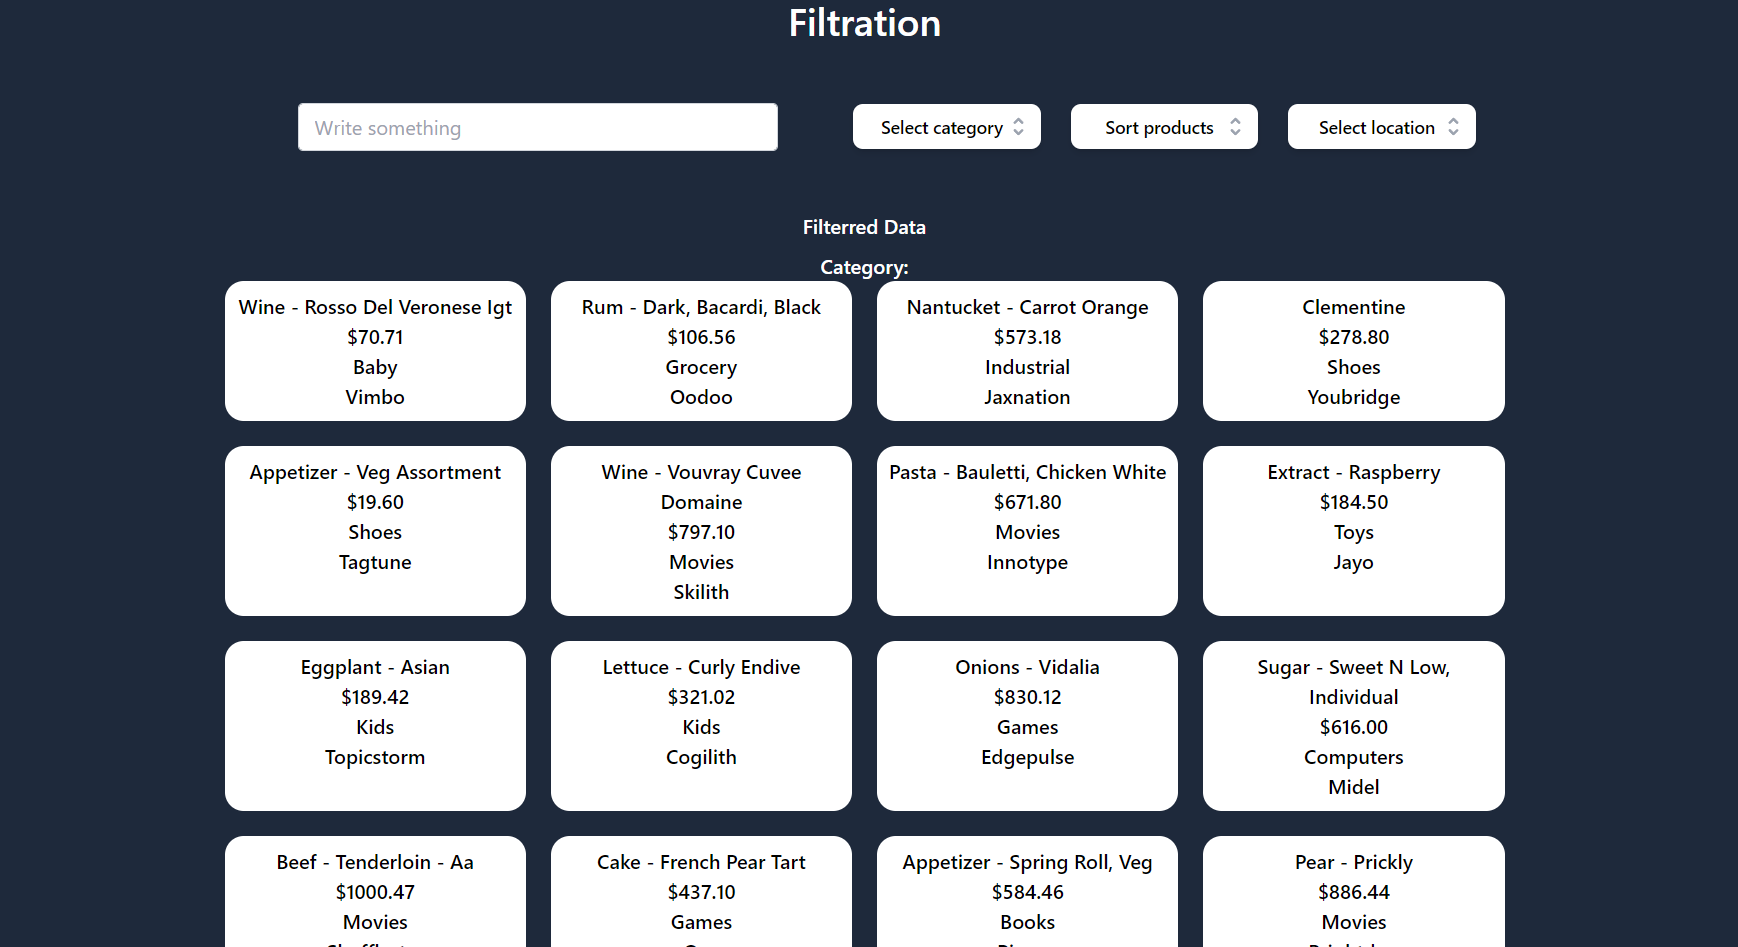 Filtration
Write something
Select category
Sort products
Select location
Filterred Data
Category:
Wine - Rosso Del Veronese Igt
$70.71
Baby
Vimbo
Rum - Dark, Bacardi, Black
$106.56
Grocery
Oodoo
Nantucket - Carrot Orange
$573.18
Industrial
Jaxnation
Clementine
$278.80
Shoes
Youbridge
Appetizer - Veg Assortment
$19.60
Shoes
Tagtune
Wine - Vouvray Cuvee
Domaine
$797.10
Movies
Skilith
Pasta - Bauletti, Chicken White
$671.80
Movies
Innotype
Extract - Raspberry
$184.50
Toys
Jayo
Eggplant - Asian
$189.42
Kids
Topicstorm
Lettuce - Curly Endive
$321.02
Kids
Cogilith
Onions - Vidalia
$830.12
Games
Edgepulse
Sugar - Sweet N Low,
Individual
$616.00
Computers
Midel
Beef - Tenderloin - Aa
$1000.47
Movies
Cake - French Pear Tart
$437.10
Games
Appetizer - Spring Roll, Veg
$584.46
Books
Pear - Prickly
$886.44
Movies